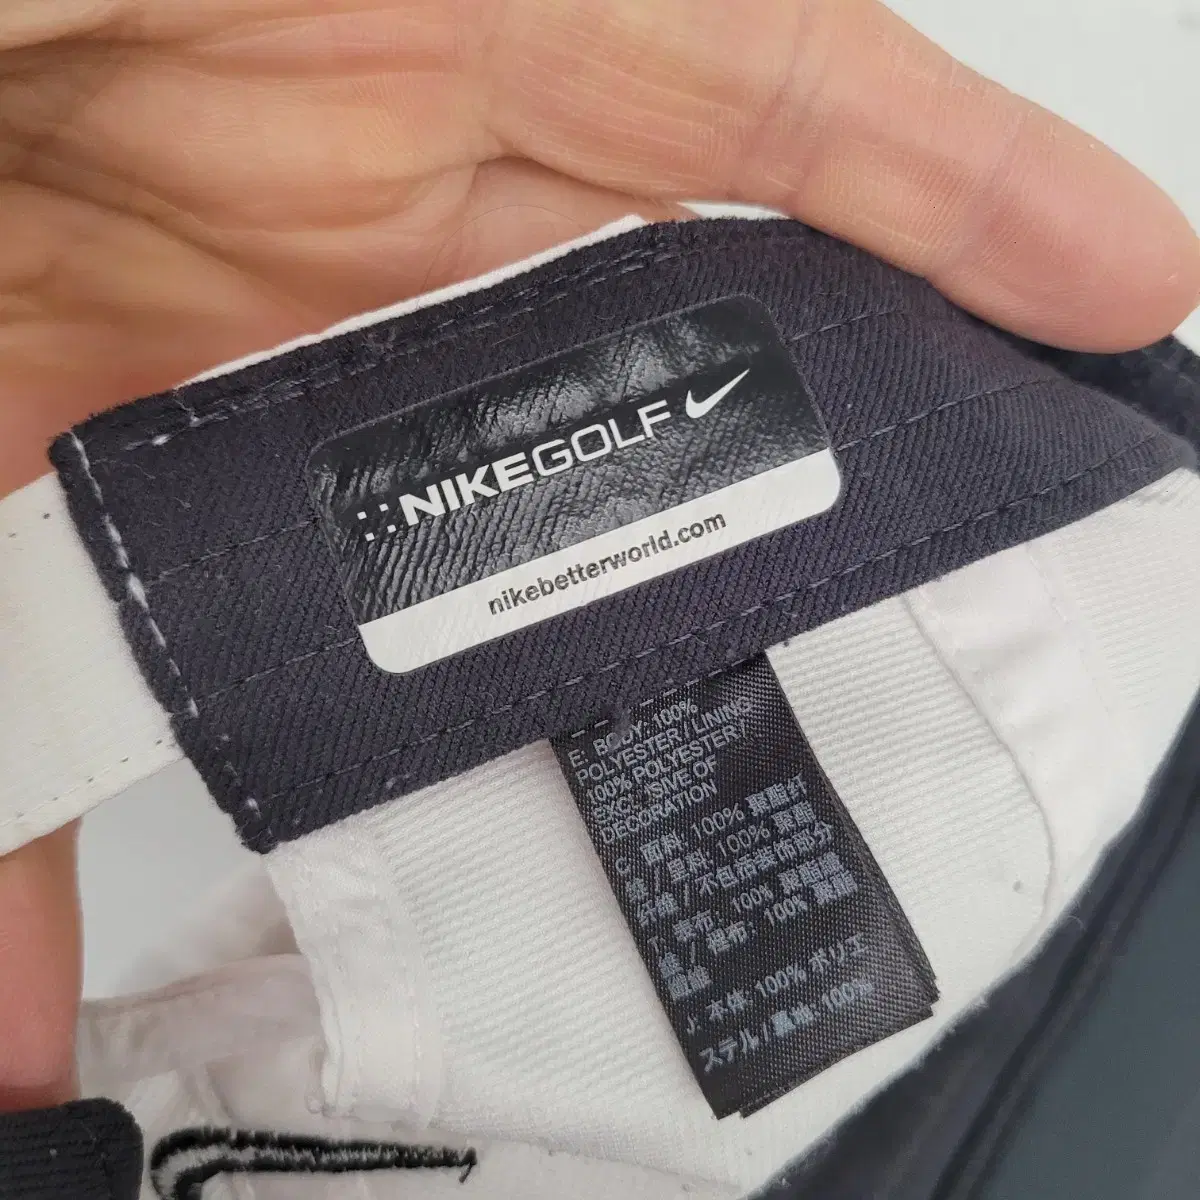 ::NIKEGOLF
nikebetterworld.com
E. BODY: 100%
POLYESTER/LINING
100% POLYESTERY
EXCL. .SIVE OF
DECORATION
C. 面料: 100% 聚酯纤
维 / 里料: 100% 聚酯
纤维 / 不包括装饰部分
T. 表布: 100% 聚酯纖
維 / 裡布: 100% 聚酯
纖維
J. 本体 100% ポリエ
ステル/裏地: 100%